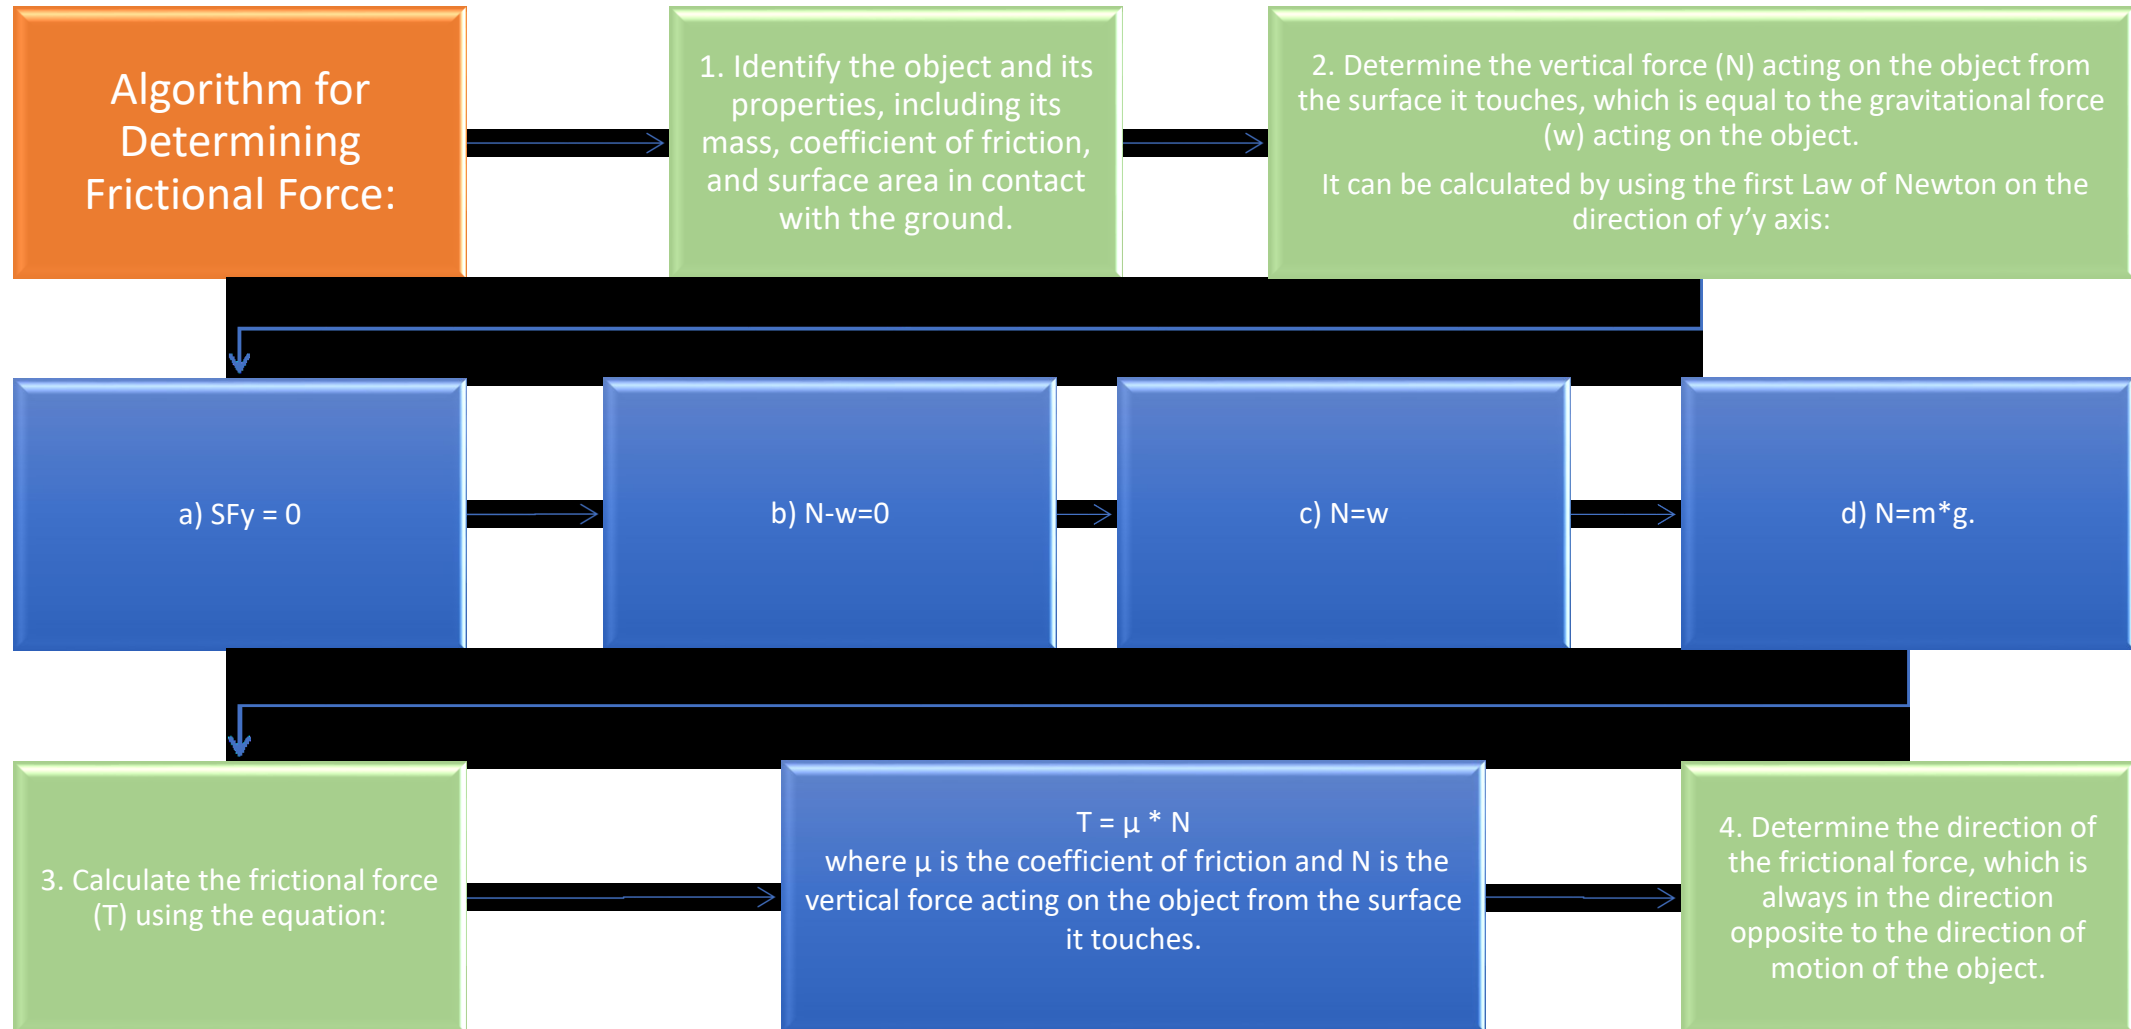 Algorithm for
Determining
Frictional Force:
1. Identify the object and its
properties, including its
mass, coefficient of friction,
and surface area in contact
with the ground.
2. Determine the vertical force (N) acting on the object from
the surface it touches, which is equal to the gravitational force
(w) acting on the object.
It can be calculated by using the first Law of Newton on the
direction of y’y axis:
a) SFy = 0
b) N-w=0
c) N=w
d) N=m*g.
3. Calculate the frictional force
(T) using the equation:
T = μ * N
where μ is the coefficient of friction and N is the
vertical force acting on the object from the surface
it touches.
4. Determine the direction of
the frictional force, which is
always in the direction
opposite to the direction of
motion of the object.